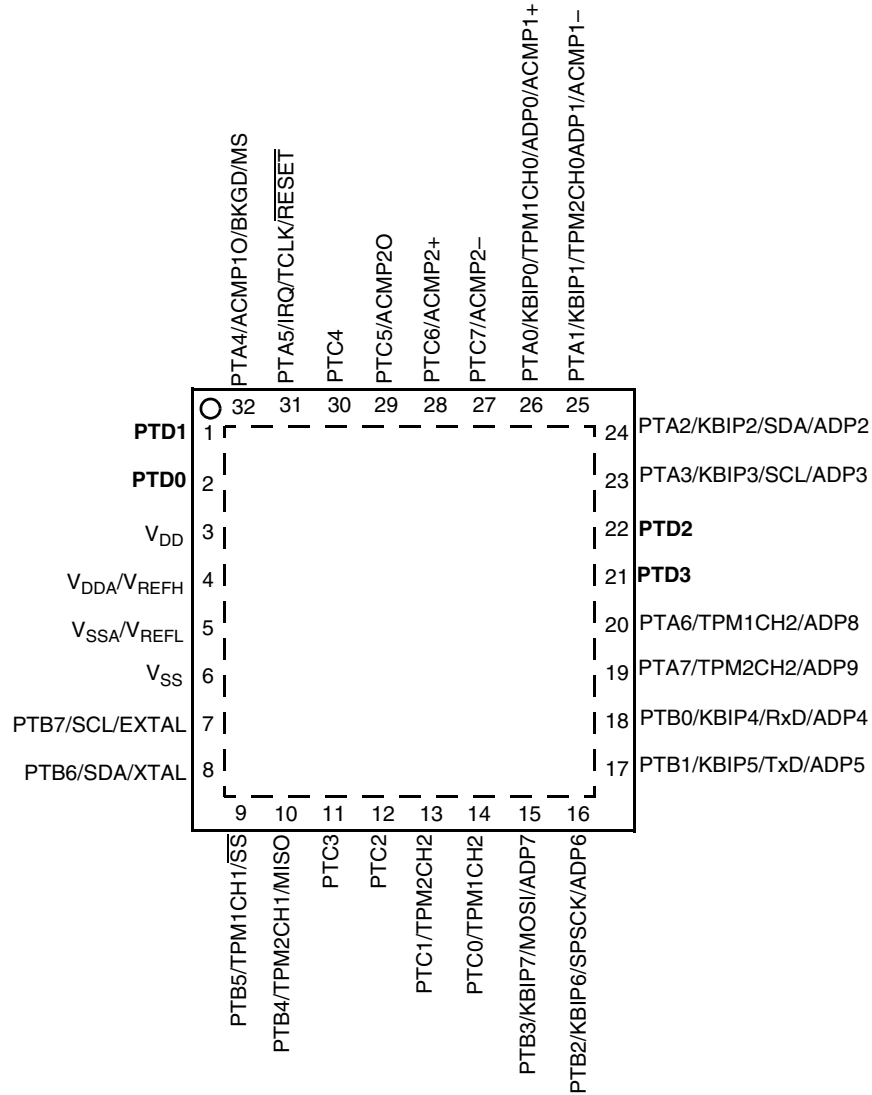 PTA4/ACMP1O/BKGD/MS
PTA5/IRQ/TCLK/RESET
PTC4
PTC5/ACMP2O
PTC6/ACMP2+
PTC7/ACMP2–
PTA0/KBIP0/TPM1CH0/ADP0/ACMP1+
PTA1/KBIP1/TPM2CH0ADP1/ACMP1–
32 31 30 29 28 27 26 25
PTD1 1
PTD0 2
VDD 3
VDDA/VREFH 4
VSSA/VREFL 5
VSS 6
PTB7/SCL/EXTAL 7
PTB6/SDA/XTAL 8
24 PTA2/KBIP2/SDA/ADP2
23 PTA3/KBIP3/SCL/ADP3
22 PTD2
21 PTD3
20 PTA6/TPM1CH2/ADP8
19 PTA7/TPM2CH2/ADP9
18 PTB0/KBIP4/RxD/ADP4
17 PTB1/KBIP5/TxD/ADP5
9 10 11 12 13 14 15 16
PTB5/TPM1CH1/SS
PTB4/TPM2CH1/MISO
PTC3
PTC2
PTC1/TPM2CH2
PTC0/TPM1CH2
PTB3/KBIP7/MOSI/ADP7
PTB2/KBIP6/SPSCK/ADP6